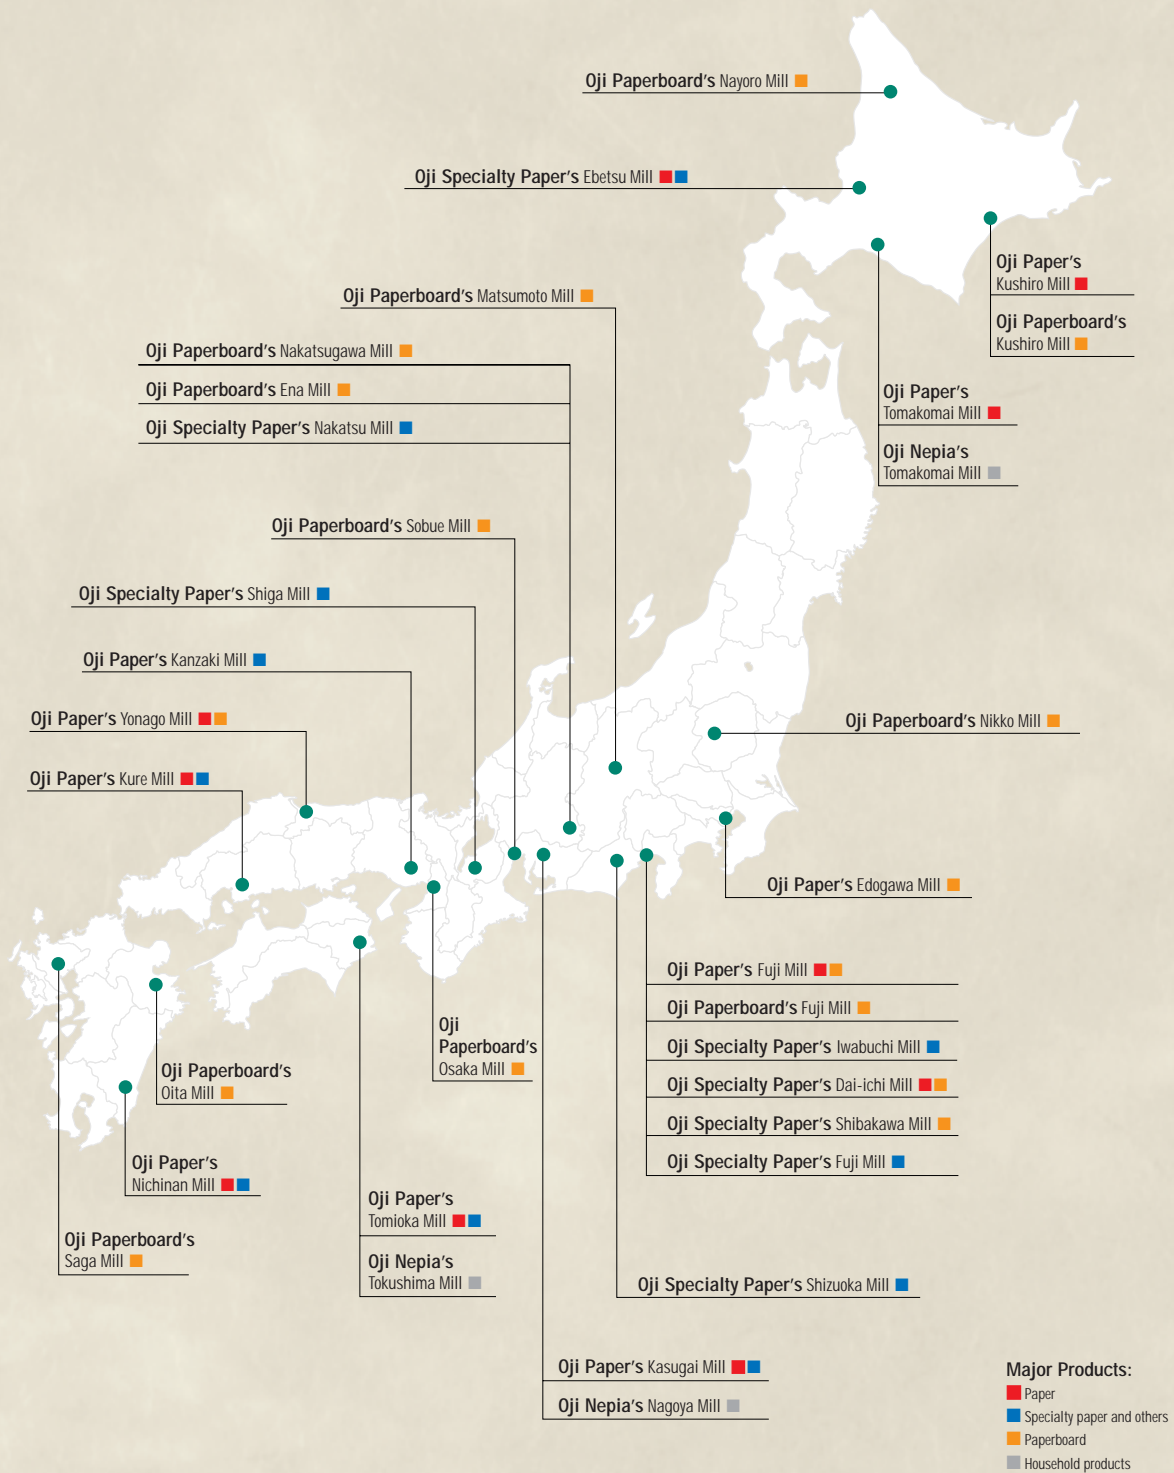 Oji Paperboard's Nayoro Mill
Oji Specialty Paper's Ebetsu Mill
Oji Paper's
Kushiro Mill
Oji Paperboard's
Kushiro Mill
Oji Paper's
Tomakomai Mill
Oji Nepia's
Tomakomai Mill
Oji Paperboard's Matsumoto Mill
Oji Paperboard's Nakatsugawa Mill
Oji Paperboard's Ena Mill
Oji Specialty Paper's Nakatsu Mill
Oji Paperboard's Sobue Mill
Oji Specialty Paper's Shiga Mill
Oji Paper's Kanzaki Mill
Oji Paper's Yonago Mill
Oji Paper's Kure Mill
Oji Paperboard's Nikko Mill
Oji Paper's Edogawa Mill
Oji Paper's Fuji Mill
Oji Paperboard's Fuji Mill
Oji Specialty Paper's Iwabuchi Mill
Oji Specialty Paper's Dai-ichi Mill
Oji Specialty Paper's Shibakawa Mill
Oji Specialty Paper's Fuji Mill
Oji
Paperboard's
Osaka Mill
Oji Paperboard's
Oita Mill
Oji Paper's
Nichinan Mill
Oji Paperboard's
Saga Mill
Oji Paper's
Tomioka Mill
Oji Nepia's
Tokushima Mill
Oji Specialty Paper's Shizuoka Mill
Oji Paper's Kasugai Mill
Oji Nepia's Nagoya Mill
Major Products:
Paper
Specialty paper and others
Paperboard
Household products